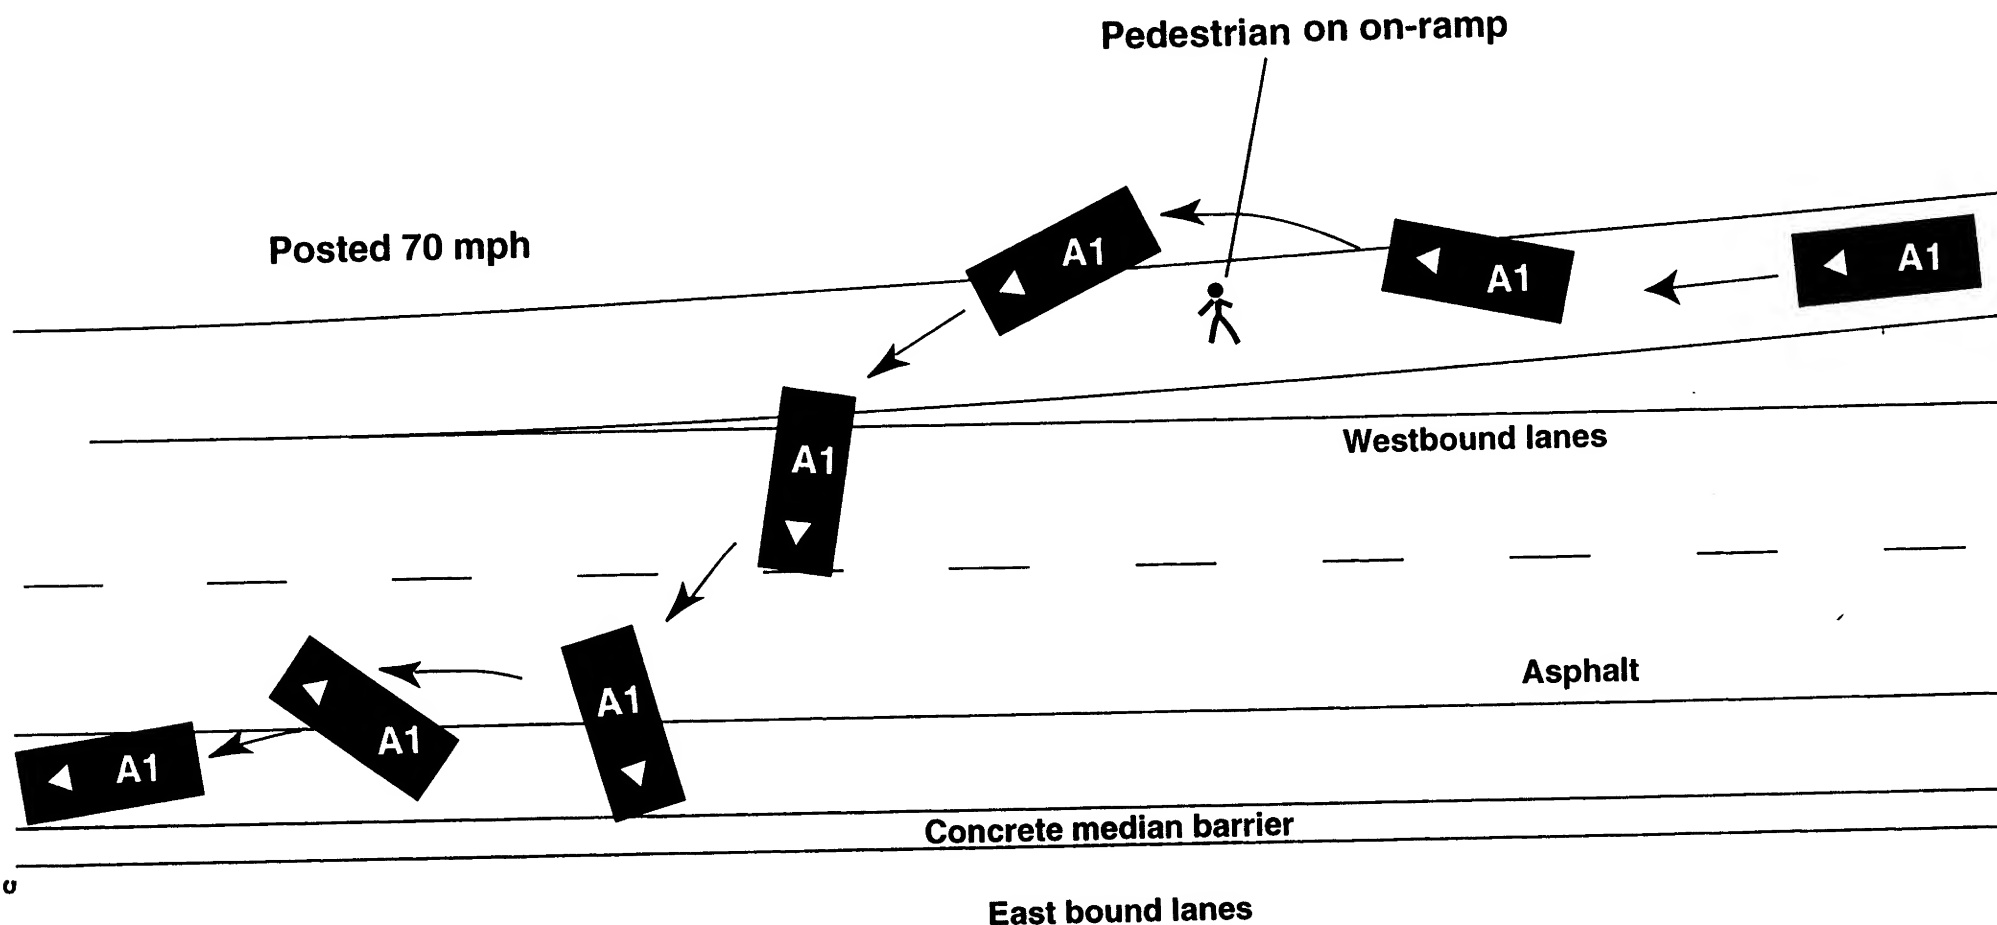 Pedestrian on on-ramp
Posted 70 mph
A1
A1
A1
A1
Westbound lanes
A1
Asphalt
A1
A1
Concrete median barrier
East bound lanes